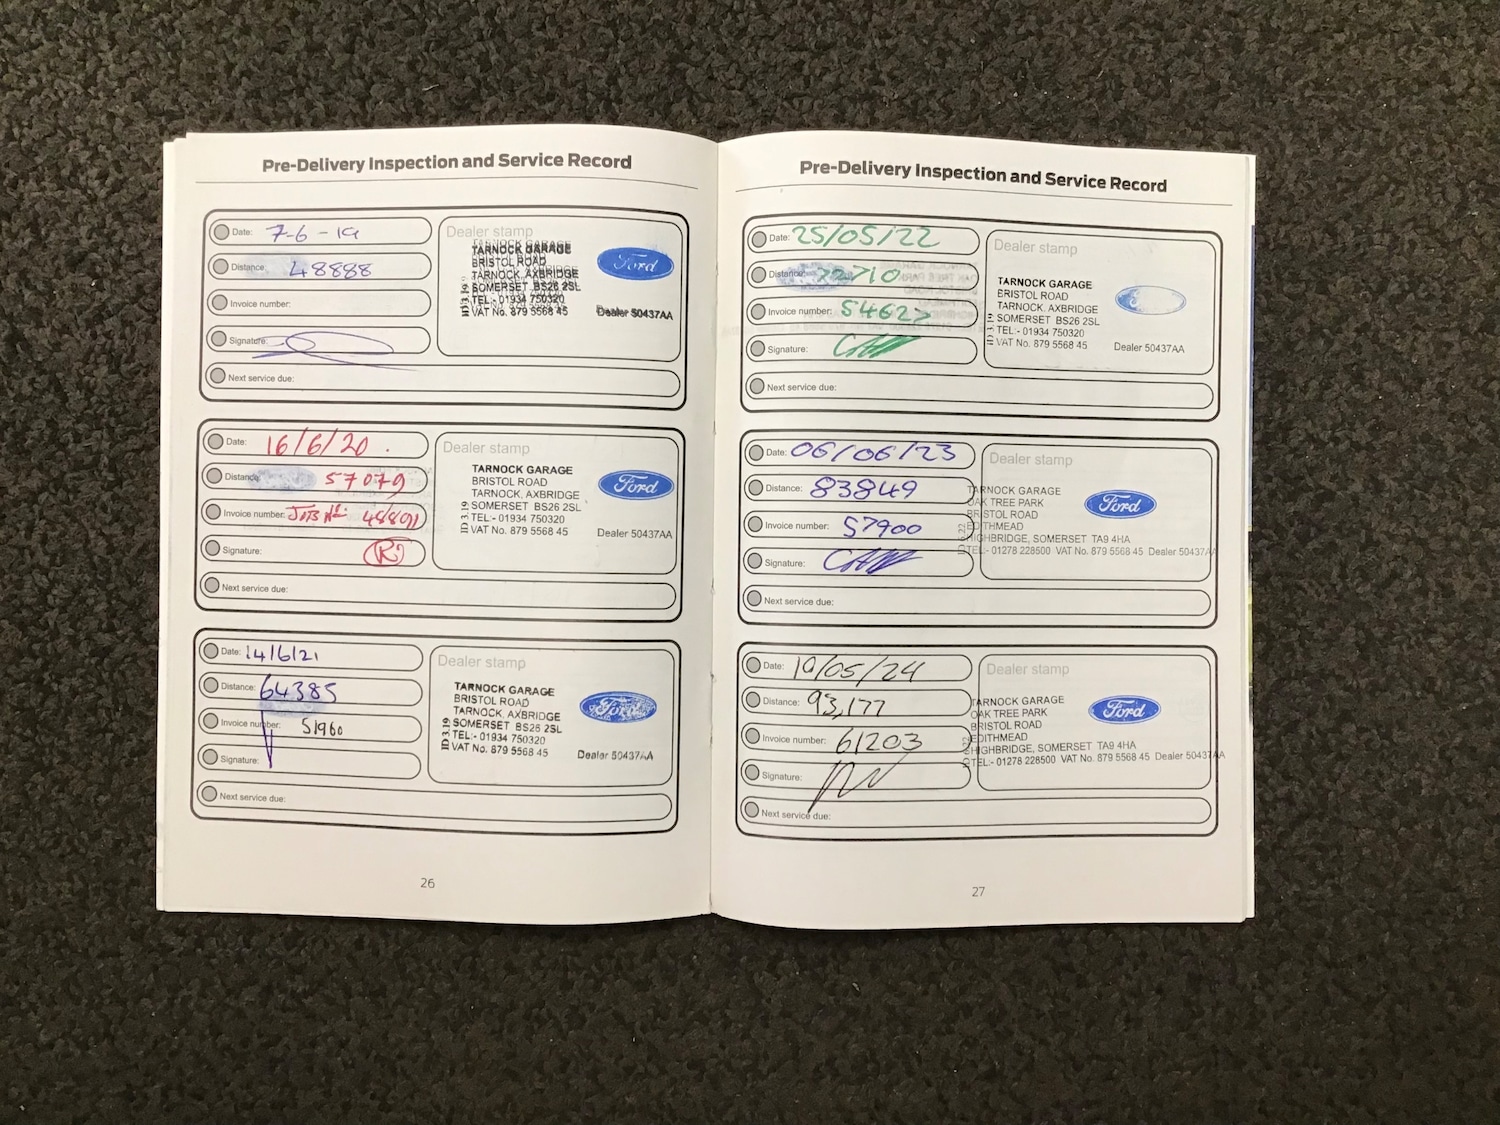 Pre-Delivery Inspection and Service Record
Date: 7-6-19
Distance: 48888
Invoice number:
Signature:
Next service due:
Dealer stamp
TARNOCK GARAGE
BRISTOL ROAD
TARNOCK, AXBRIDGE
SOMERSET BS26 2SL
TEL:- 01934 750320
VAT No. 879 5568 45
Ford
Dealer 50437AA
Date: 16/6/20.
Distance: 57079
Invoice number: JOB Nº: 48891
Signature:
Next service due:
Dealer stamp
TARNOCK GARAGE
BRISTOL ROAD
TARNOCK, AXBRIDGE
SOMERSET BS26 2SL
TEL:- 01934 750320
VAT No. 879 5568 45
Ford
Dealer 50437AA
Date: 14/6/21
Distance: 64385
Invoice number: 51960
Signature:
Next service due:
Dealer stamp
TARNOCK GARAGE
BRISTOL ROAD
TARNOCK, AXBRIDGE
SOMERSET BS26 2SL
TEL:- 01934 750320
VAT No. 879 5568 45
Ford
Dealer 50437AA
26
Pre-Delivery Inspection and Service Record
Date: 25/05/22
Distance: 72710
Invoice number: 54627
Signature:
Next service due:
Dealer stamp
TARNOCK GARAGE
BRISTOL ROAD
TARNOCK, AXBRIDGE
SOMERSET BS26 2SL
TEL:- 01934 750320
VAT No. 879 5568 45
Dealer 50437AA
Date: 06/06/23
Distance: 83849
Invoice number: 57900
Signature:
Next service due:
Dealer stamp
TARNOCK GARAGE
OAK TREE PARK
BRISTOL ROAD
EDITHMEAD
HIGHBRIDGE, SOMERSET TA9 4HA
TEL:- 01278 228500 VAT No. 879 5568 45 Dealer 50437AA
Ford
Date: 10/05/24
Distance: 93,177
Invoice number: 61203
Signature:
Next service due:
Dealer stamp
TARNOCK GARAGE
OAK TREE PARK
BRISTOL ROAD
EDITHMEAD
HIGHBRIDGE, SOMERSET TA9 4HA
TEL:- 01278 228500 VAT No. 879 5568 45 Dealer 50437AA
Ford
27